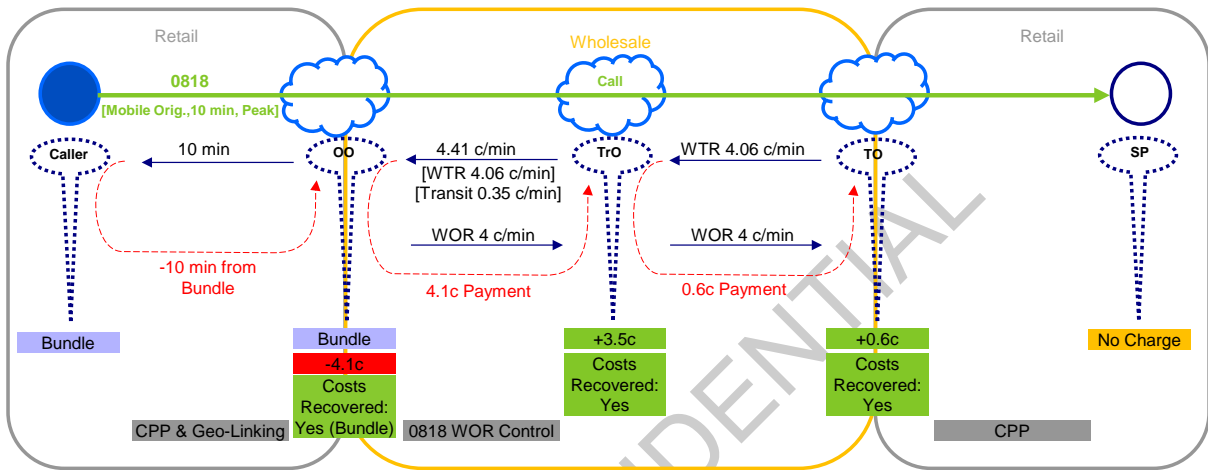 Retail
Wholesale
Retail
0818
Call
[Mobile Orig.,10 min, Peak]
Caller
10 min
OO
4.41 c/min
[WTR 4.06 c/min]
[Transit 0.35 c/min]
TrO
WTR 4.06 c/min
TO
SP
WOR 4 c/min
WOR 4 c/min
-10 min from
Bundle
4.1c Payment
0.6c Payment
Bundle
Bundle
-4.1c
Costs
Recovered:
Yes (Bundle)
+3.5c
Costs
Recovered:
Yes
+0.6c
Costs
Recovered:
Yes
No Charge
CPP & Geo-Linking
0818 WOR Control
CPP